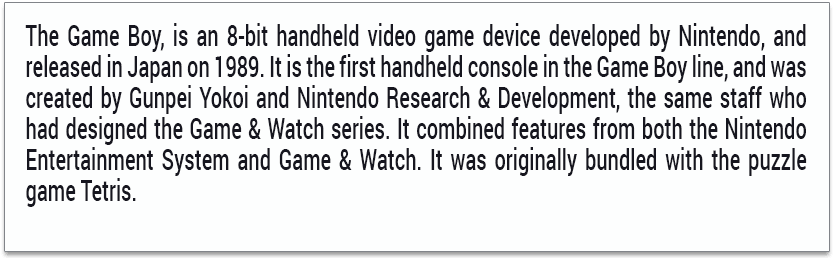 The Game Boy, is an 8-bit handheld video game device developed by Nintendo, and
released in Japan on 1989. It is the first handheld console in the Game Boy line, and was
created by Gunpei Yokoi and Nintendo Research & Development, the same staff who
had designed the Game & Watch series. It combined features from both the Nintendo
Entertainment System and Game & Watch. It was originally bundled with the puzzle
game Tetris.